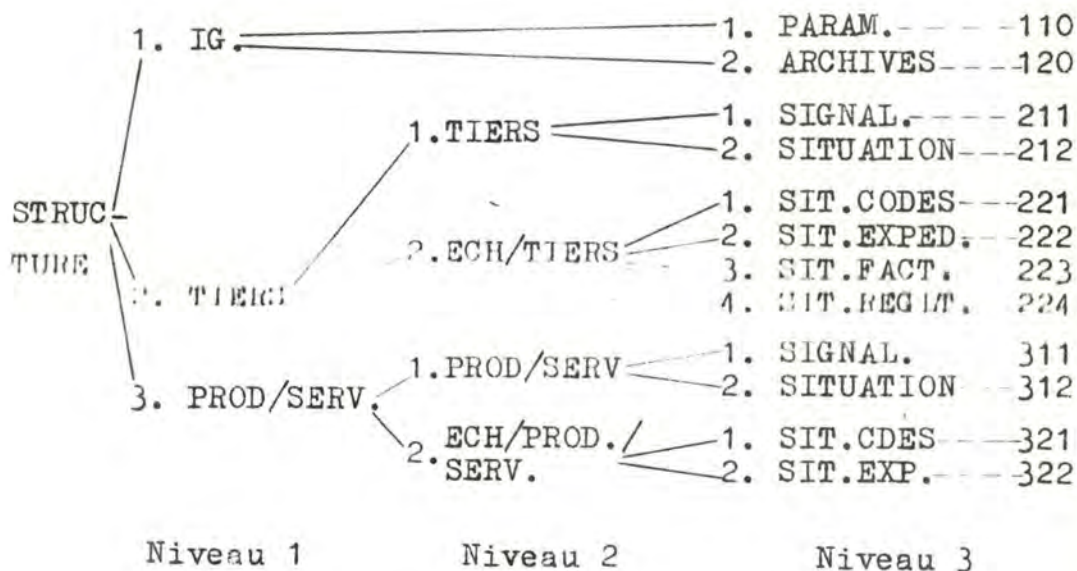 1. IG.
1. PARAM. 110
2. ARCHIVES 120
1. TIERS
1. SIGNAL. 211
2. SITUATION 212
STRUC-
TURE
2. TIERS
2. ECH/TIERS
1. SIT.CODES 221
2. SIT.EXPED. 222
3. SIT.FACT. 223
4. SIT.REGLT. 224
3. PROD/SERV.
1. PROD/SERV
1. SIGNAL. 311
2. SITUATION 312
2. ECH/PROD./
SERV.
1. SIT.CDES 321
2. SIT.EXP. 322
Niveau 1 Niveau 2 Niveau 3